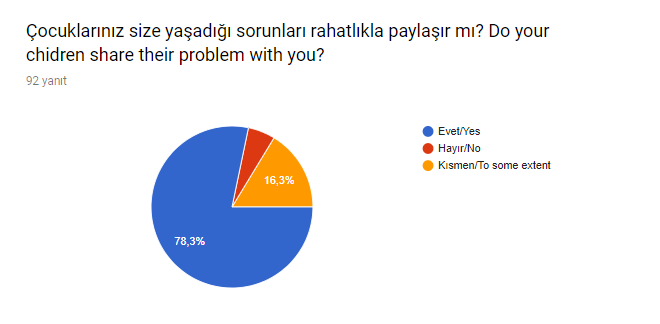 Çocuklarınız size yaşadığı sorunları rahatlıkla paylaşır mı? Do your
chidren share their problem with you?
92 yanıt
Evet/Yes
Hayır/No
Kısmen/To some extent
16,3%
78,3%